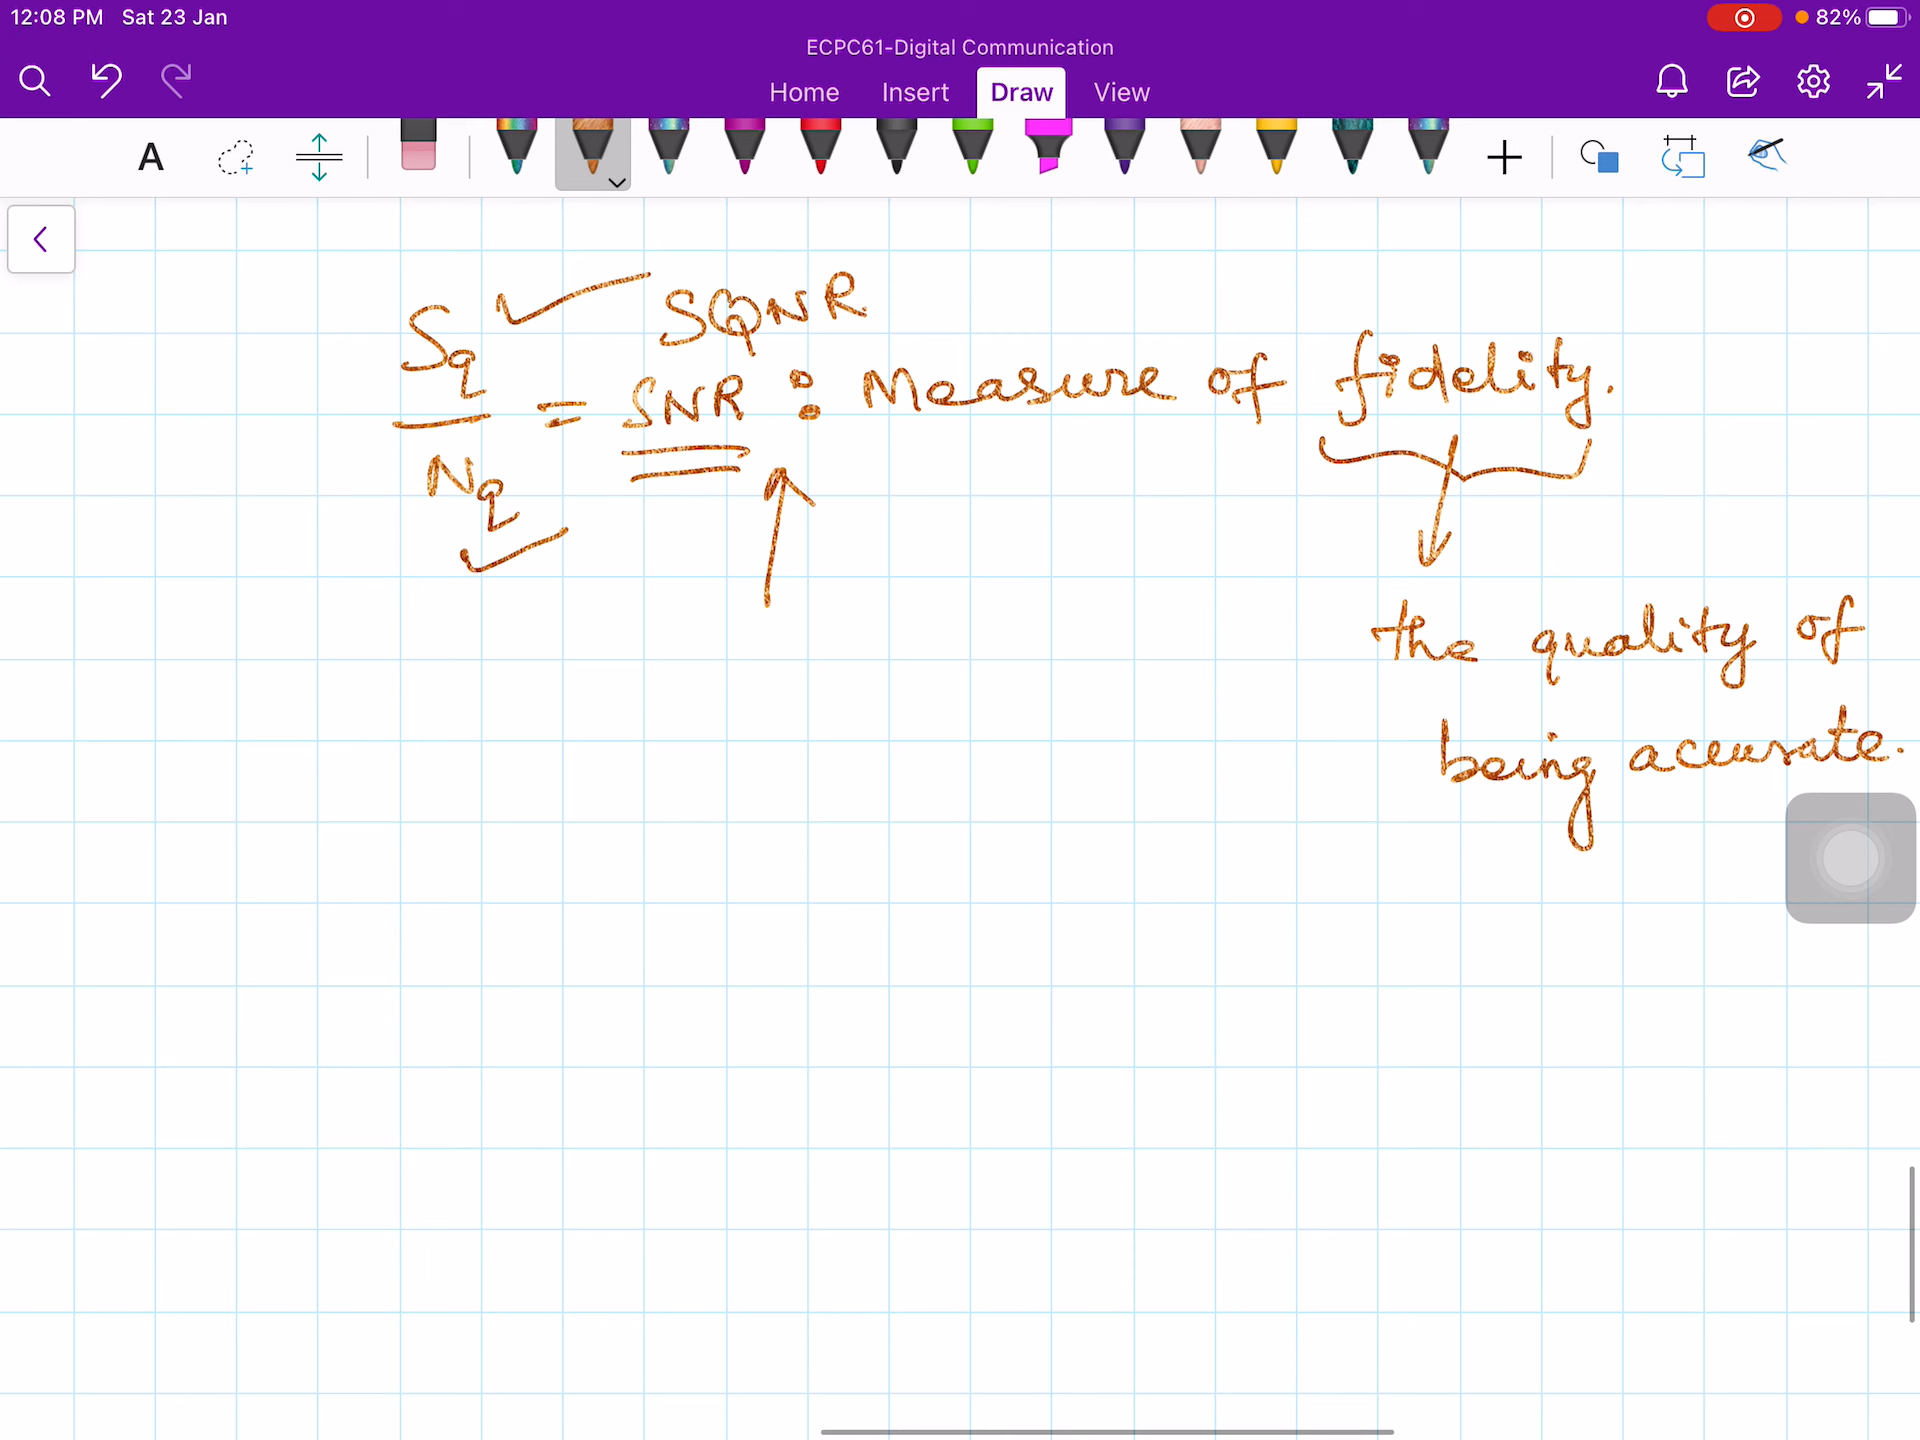 12:08 PM Sat 23 Jan
82%
ECPC61-Digital Communication
Home Insert Draw View
A
Sq SQNR
= SNR : Measure of fidelity.
Nq
the quality of
being accurate.